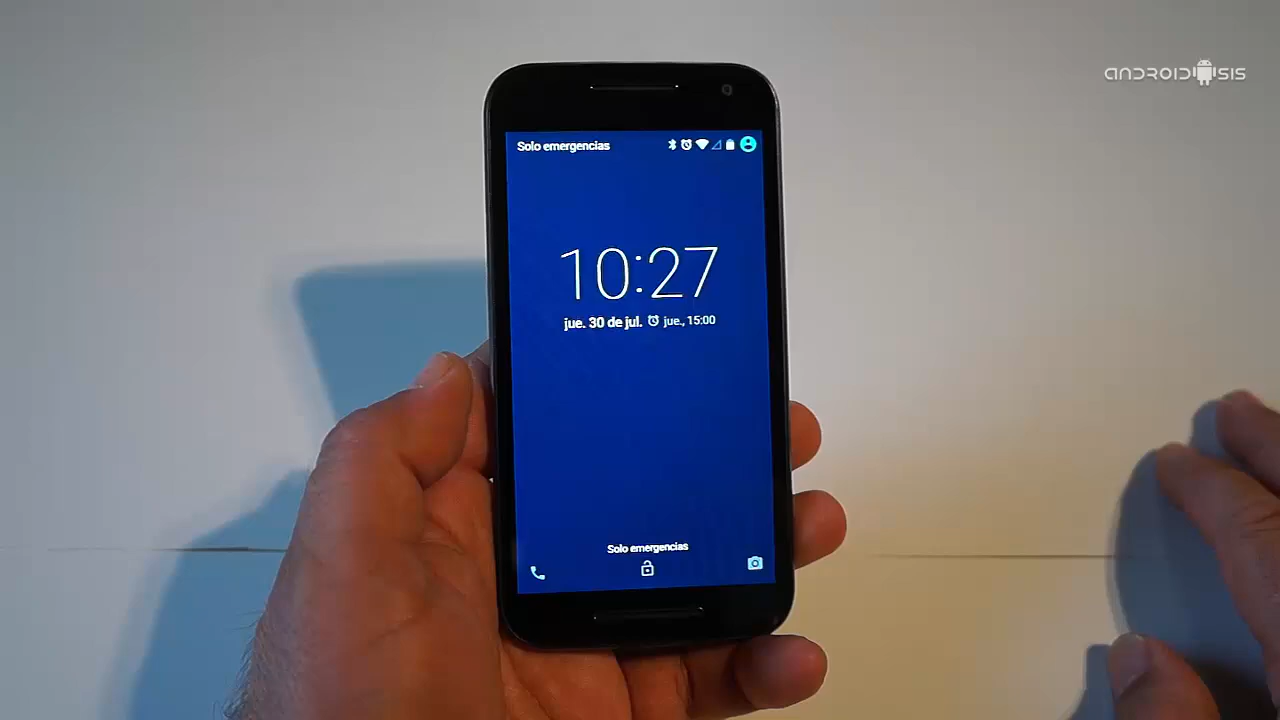 ANDROIDSIS
Solo emergencias
10:27
jue. 30 de jul. jue., 15:00
Solo emergencias